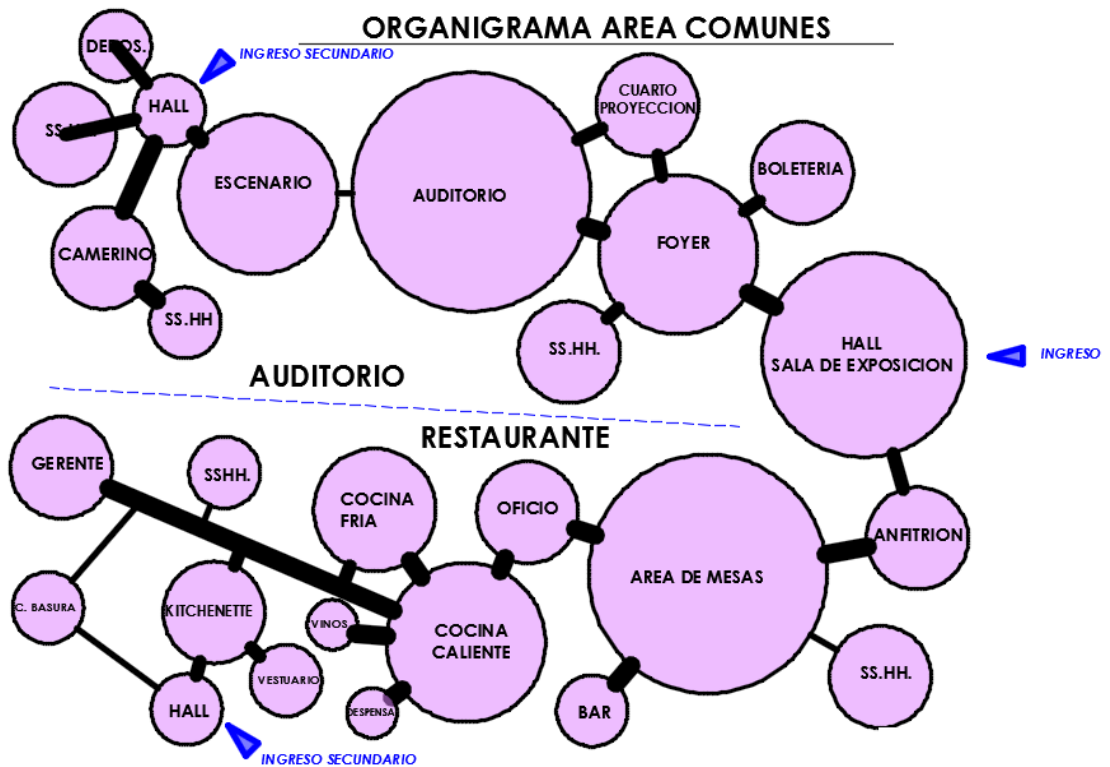 ORGANIGRAMA AREA COMUNES
INGRESO SECUNDARIO
HALL
CUARTO
PROYECCION
BOLETERIA
ESCENARIO
AUDITORIO
FOYER
CAMERINO
SS.HH
SS.HH.
HALL
SALA DE EXPOSICION
INGRESO
AUDITORIO
RESTAURANTE
GERENTE
SSHH.
COCINA
FRIA
OFICIO
ANFITRION
AREA DE MESAS
C. BASURA
KITCHENETTE
VINOS
COCINA
CALIENTE
VESTUARIO
DESPENSA
SS.HH.
HALL
BAR
INGRESO SECUNDARIO